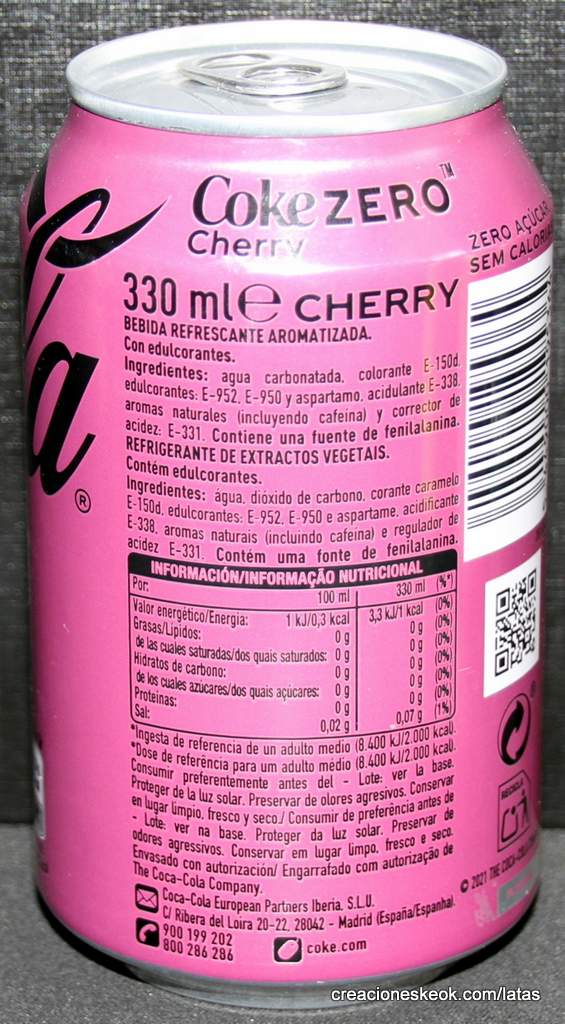 a®
Coke ZERO™
Cherry
330 ml ℮ CHERRY
BEBIDA REFRESCANTE AROMATIZADA.
Con edulcorantes.
Ingredientes: agua carbonatada, colorante E-150d,
edulcorantes: E-952, E-950 y aspartamo, acidulante E-338,
aromas naturales (incluyendo cafeína) y corrector de
acidez: E-331. Contiene una fuente de fenilalanina.
REFRIGERANTE DE EXTRACTOS VEGETAIS.
Contém edulcorantes.
Ingredientes: água, dióxido de carbono, corante caramelo
E-150d, edulcorantes: E-952, E-950 e aspartame, acidificante
E-338, aromas naturais (incluindo cafeína) e regulador de
acidez E-331. Contém uma fonte de fenilalanina.
INFORMACIÓN/INFORMAÇÃO NUTRICIONAL
Por: 100 ml 330 ml (%*)
Valor energético/Energia: 1 kJ/0,3 kcal 3,3 kJ/1 kcal (0%)
Grasas/Lípidos: 0 g 0 g (0%)
de las cuales saturadas/dos quais saturados: 0 g 0 g (0%)
Hidratos de carbono: 0 g 0 g (0%)
de los cuales azúcares/dos quais açúcares: 0 g 0 g (0%)
Proteínas: 0 g 0 g (0%)
Sal: 0,02 g 0,07 g (1%)
*Ingesta de referencia de un adulto medio (8.400 kJ/2.000 kcal).
*Dose de referência para um adulto médio (8.400 kJ/2.000 kcal).
Consumir preferentemente antes del - Lote: ver la base.
Proteger de la luz solar. Preservar de olores agresivos. Conservar
en lugar limpio, fresco y seco./ Consumir de preferência antes de
- Lote: ver na base. Proteger da luz solar. Preservar de
odores agressivos. Conservar em lugar limpo, fresco e seco.
Envasado con autorización/ Engarrafado com autorização de
The Coca-Cola Company.
Coca-Cola European Partners Iberia, S.L.U.
C/ Ribera del Loira 20-22, 28042 - Madrid (España/Espanha).
900 199 202
800 286 286
coke.com
ZERO AÇÚCAR
SEM CALORIAS
RECICLA
© 2021 THE COCA-COLA
creacioneskeok.com/latas